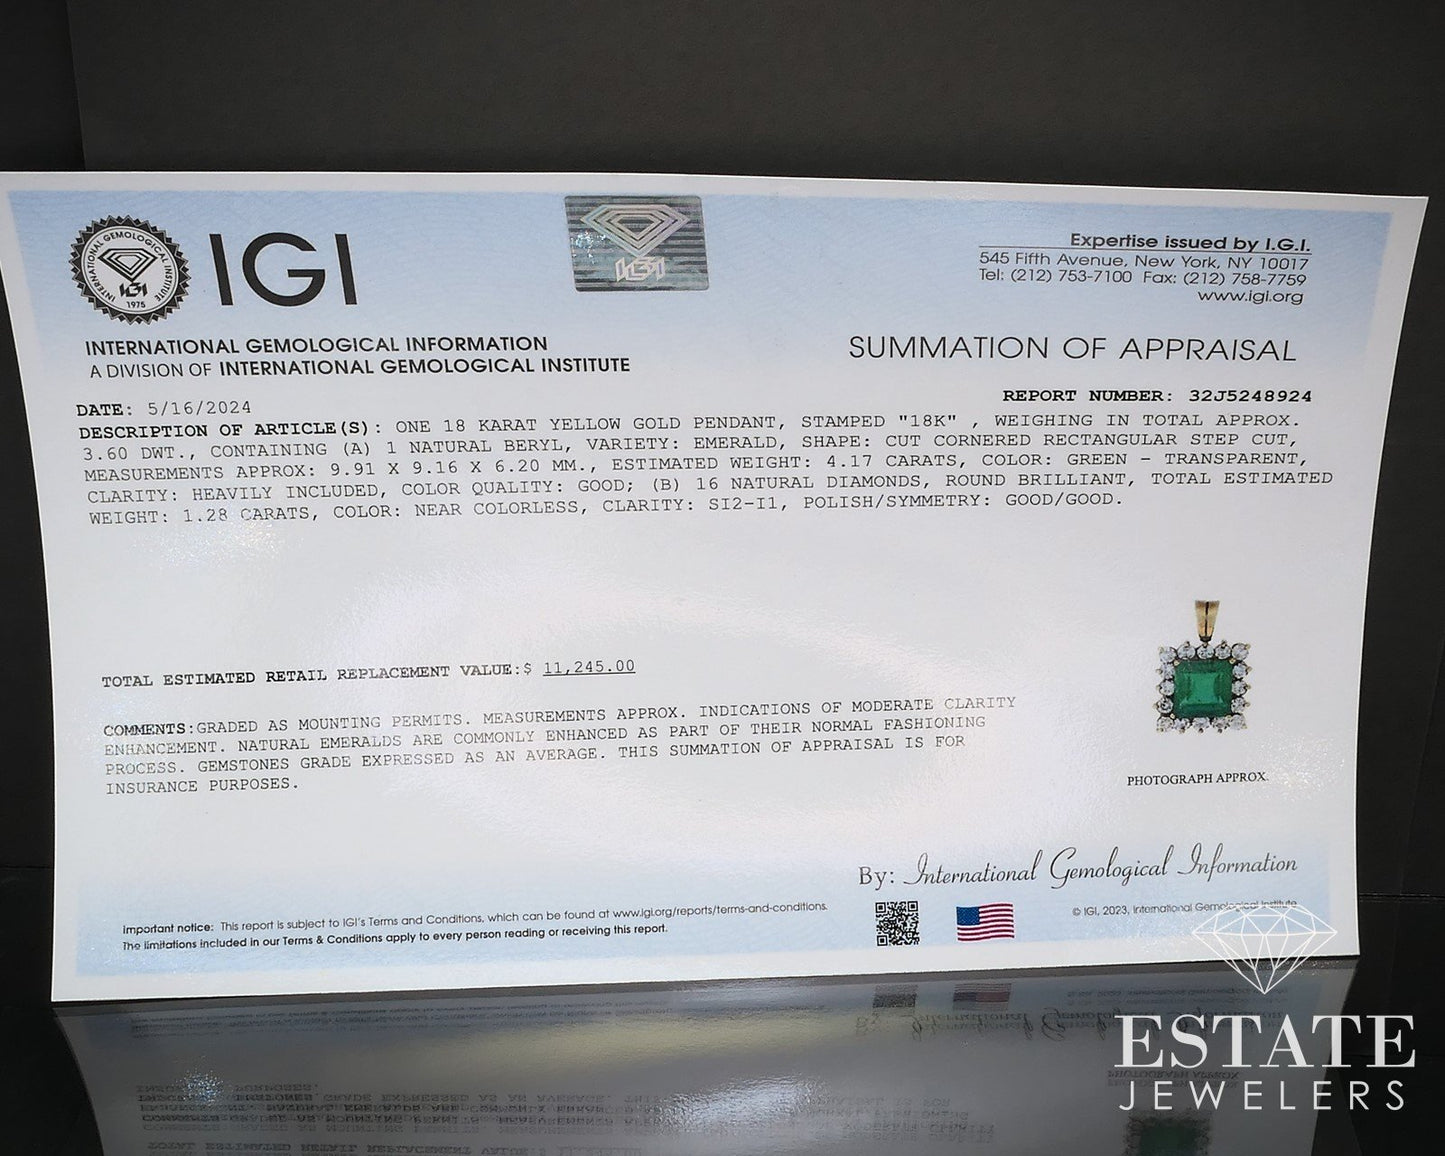 INTERNATIONAL GEMOLOGICAL INSTITUTE
IGI
1975
IGI
IGI
Expertise issued by I.G.I.
545 Fifth Avenue, New York, NY 10017
Tel: (212) 753-7100 Fax: (212) 758-7759
www.igi.org
INTERNATIONAL GEMOLOGICAL INFORMATION
A DIVISION OF INTERNATIONAL GEMOLOGICAL INSTITUTE
SUMMATION OF APPRAISAL
REPORT NUMBER: 32J5248924
DATE: 5/16/2024
DESCRIPTION OF ARTICLE(S): ONE 18 KARAT YELLOW GOLD PENDANT, STAMPED "18K" , WEIGHING IN TOTAL APPROX.
3.60 DWT., CONTAINING (A) 1 NATURAL BERYL, VARIETY: EMERALD, SHAPE: CUT CORNERED RECTANGULAR STEP CUT,
MEASUREMENTS APPROX: 9.91 X 9.16 X 6.20 MM., ESTIMATED WEIGHT: 4.17 CARATS, COLOR: GREEN - TRANSPARENT,
CLARITY: HEAVILY INCLUDED, COLOR QUALITY: GOOD; (B) 16 NATURAL DIAMONDS, ROUND BRILLIANT, TOTAL ESTIMATED
WEIGHT: 1.28 CARATS, COLOR: NEAR COLORLESS, CLARITY: SI2-I1, POLISH/SYMMETRY: GOOD/GOOD.
TOTAL ESTIMATED RETAIL REPLACEMENT VALUE:$ 11,245.00
COMMENTS:GRADED AS MOUNTING PERMITS. MEASUREMENTS APPROX. INDICATIONS OF MODERATE CLARITY
ENHANCEMENT. NATURAL EMERALDS ARE COMMONLY ENHANCED AS PART OF THEIR NORMAL FASHIONING
PROCESS. GEMSTONES GRADE EXPRESSED AS AN AVERAGE. THIS SUMMATION OF APPRAISAL IS FOR
INSURANCE PURPOSES.
PHOTOGRAPH APPROX.
By: International Gemological Information
Important notice: This report is subject to IGI's Terms and Conditions, which can be found at www.igi.org/reports/terms-and-conditions.
The limitations included in our Terms & Conditions apply to every person reading or receiving this report.
© IGI, 2023, International Gemological Institute
ESTATE
JEWELERS